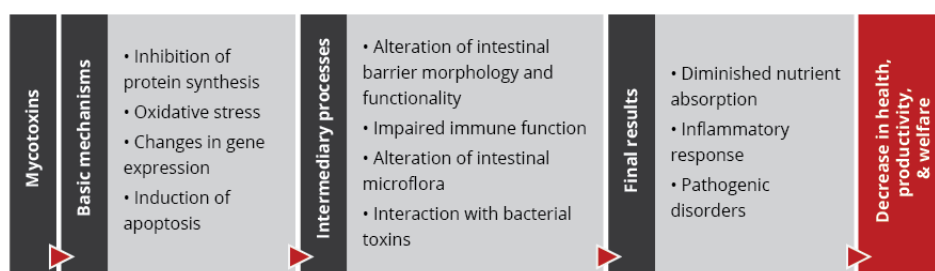 Mycotoxins
Basic mechanisms
• Inhibition of
protein synthesis
• Oxidative stress
• Changes in gene
expression
• Induction of
apoptosis
Intermediary processes
• Alteration of intestinal
barrier morphology and
functionality
• Impaired immune function
• Alteration of intestinal
microflora
• Interaction with bacterial
toxins
Final results
• Diminished nutrient
absorption
• Inflammatory
response
• Pathogenic
disorders
Decrease in health,
productivity,
& welfare